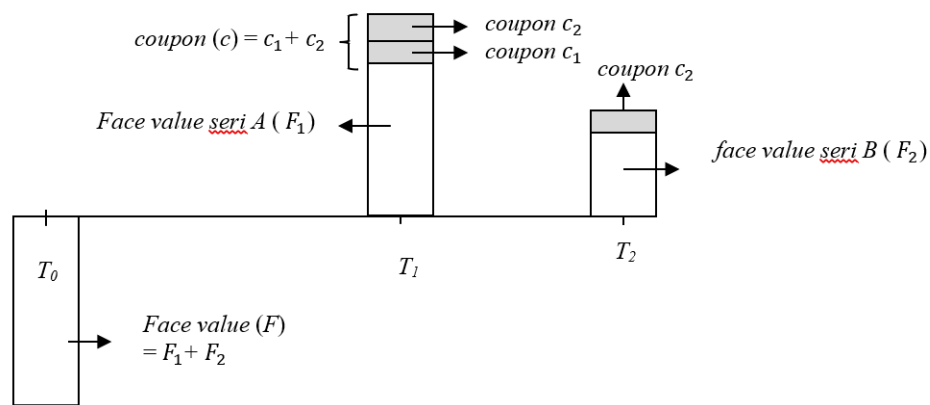 coupon (c) = c₁ + c₂
coupon c₂
coupon c₁
coupon c₂
Face value seri A ( F₁)
face value seri B ( F₂)
T₀
T₁
T₂
Face value (F)
= F₁ + F₂